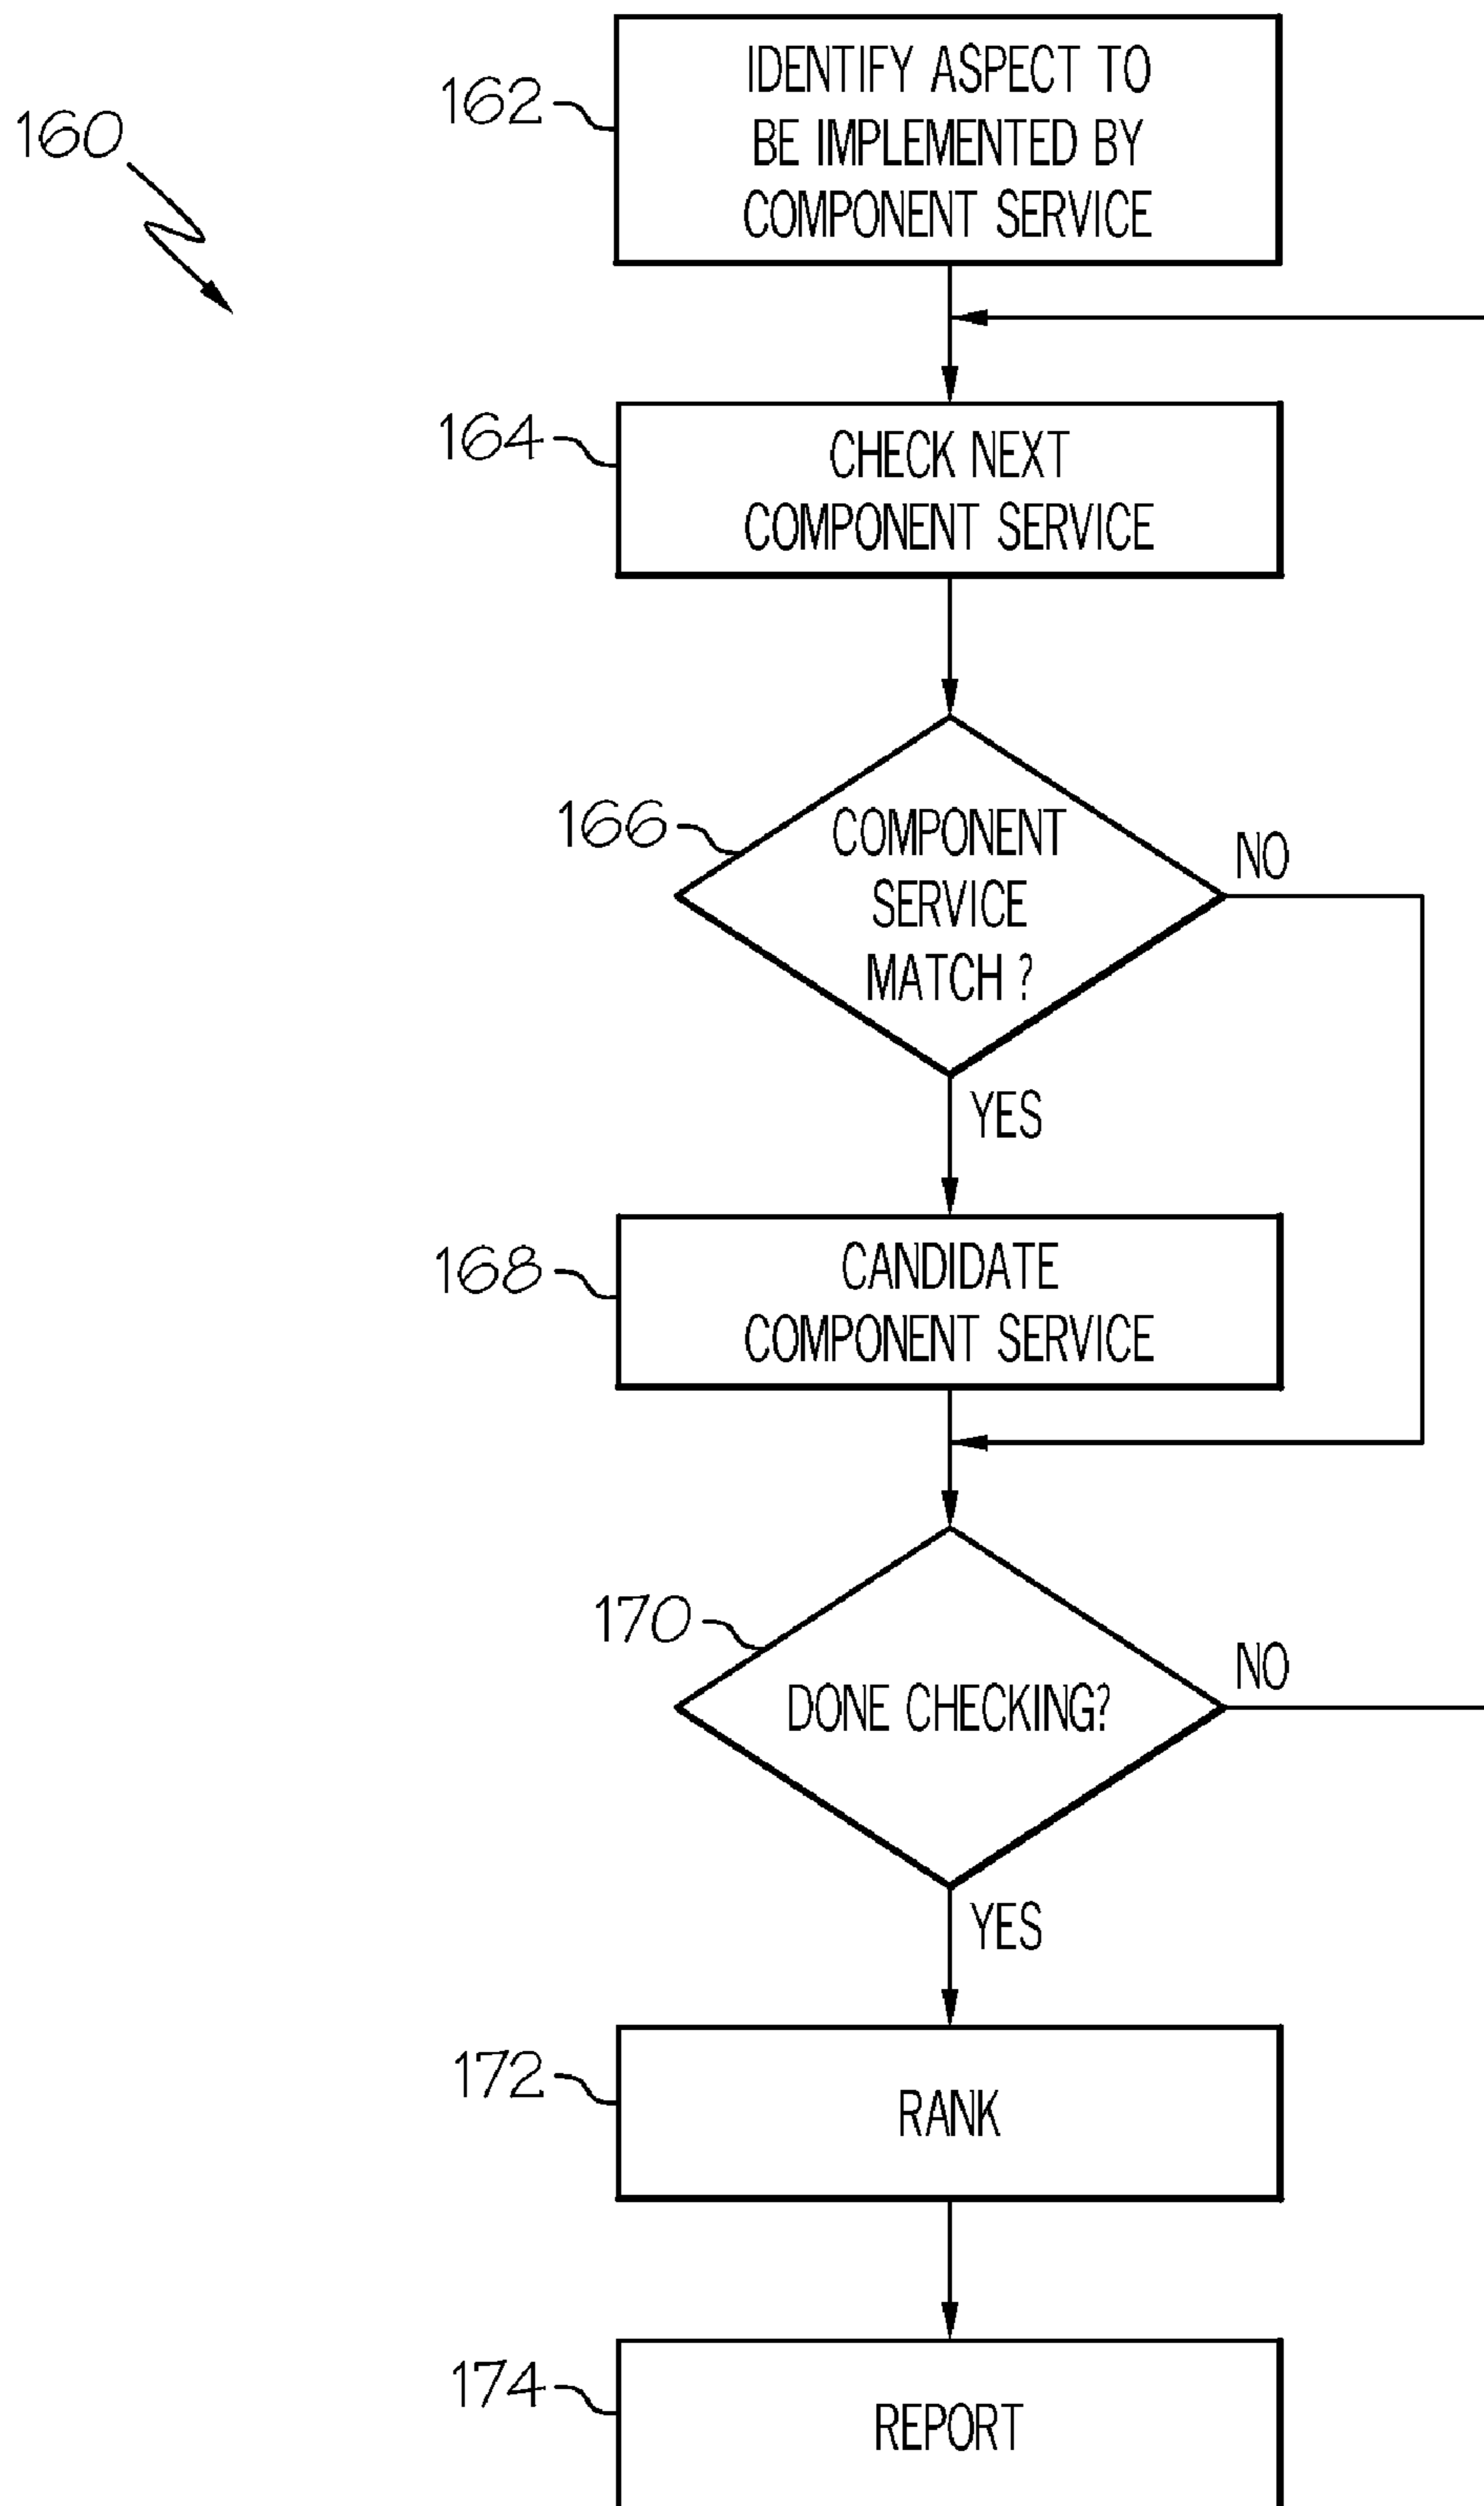 160
162
IDENTIFY ASPECT TO
BE IMPLEMENTED BY
COMPONENT SERVICE
164
CHECK NEXT
COMPONENT SERVICE
166
COMPONENT
SERVICE
MATCH ?
NO
YES
168
CANDIDATE
COMPONENT SERVICE
170
DONE CHECKING?
NO
YES
172
RANK
174
REPORT